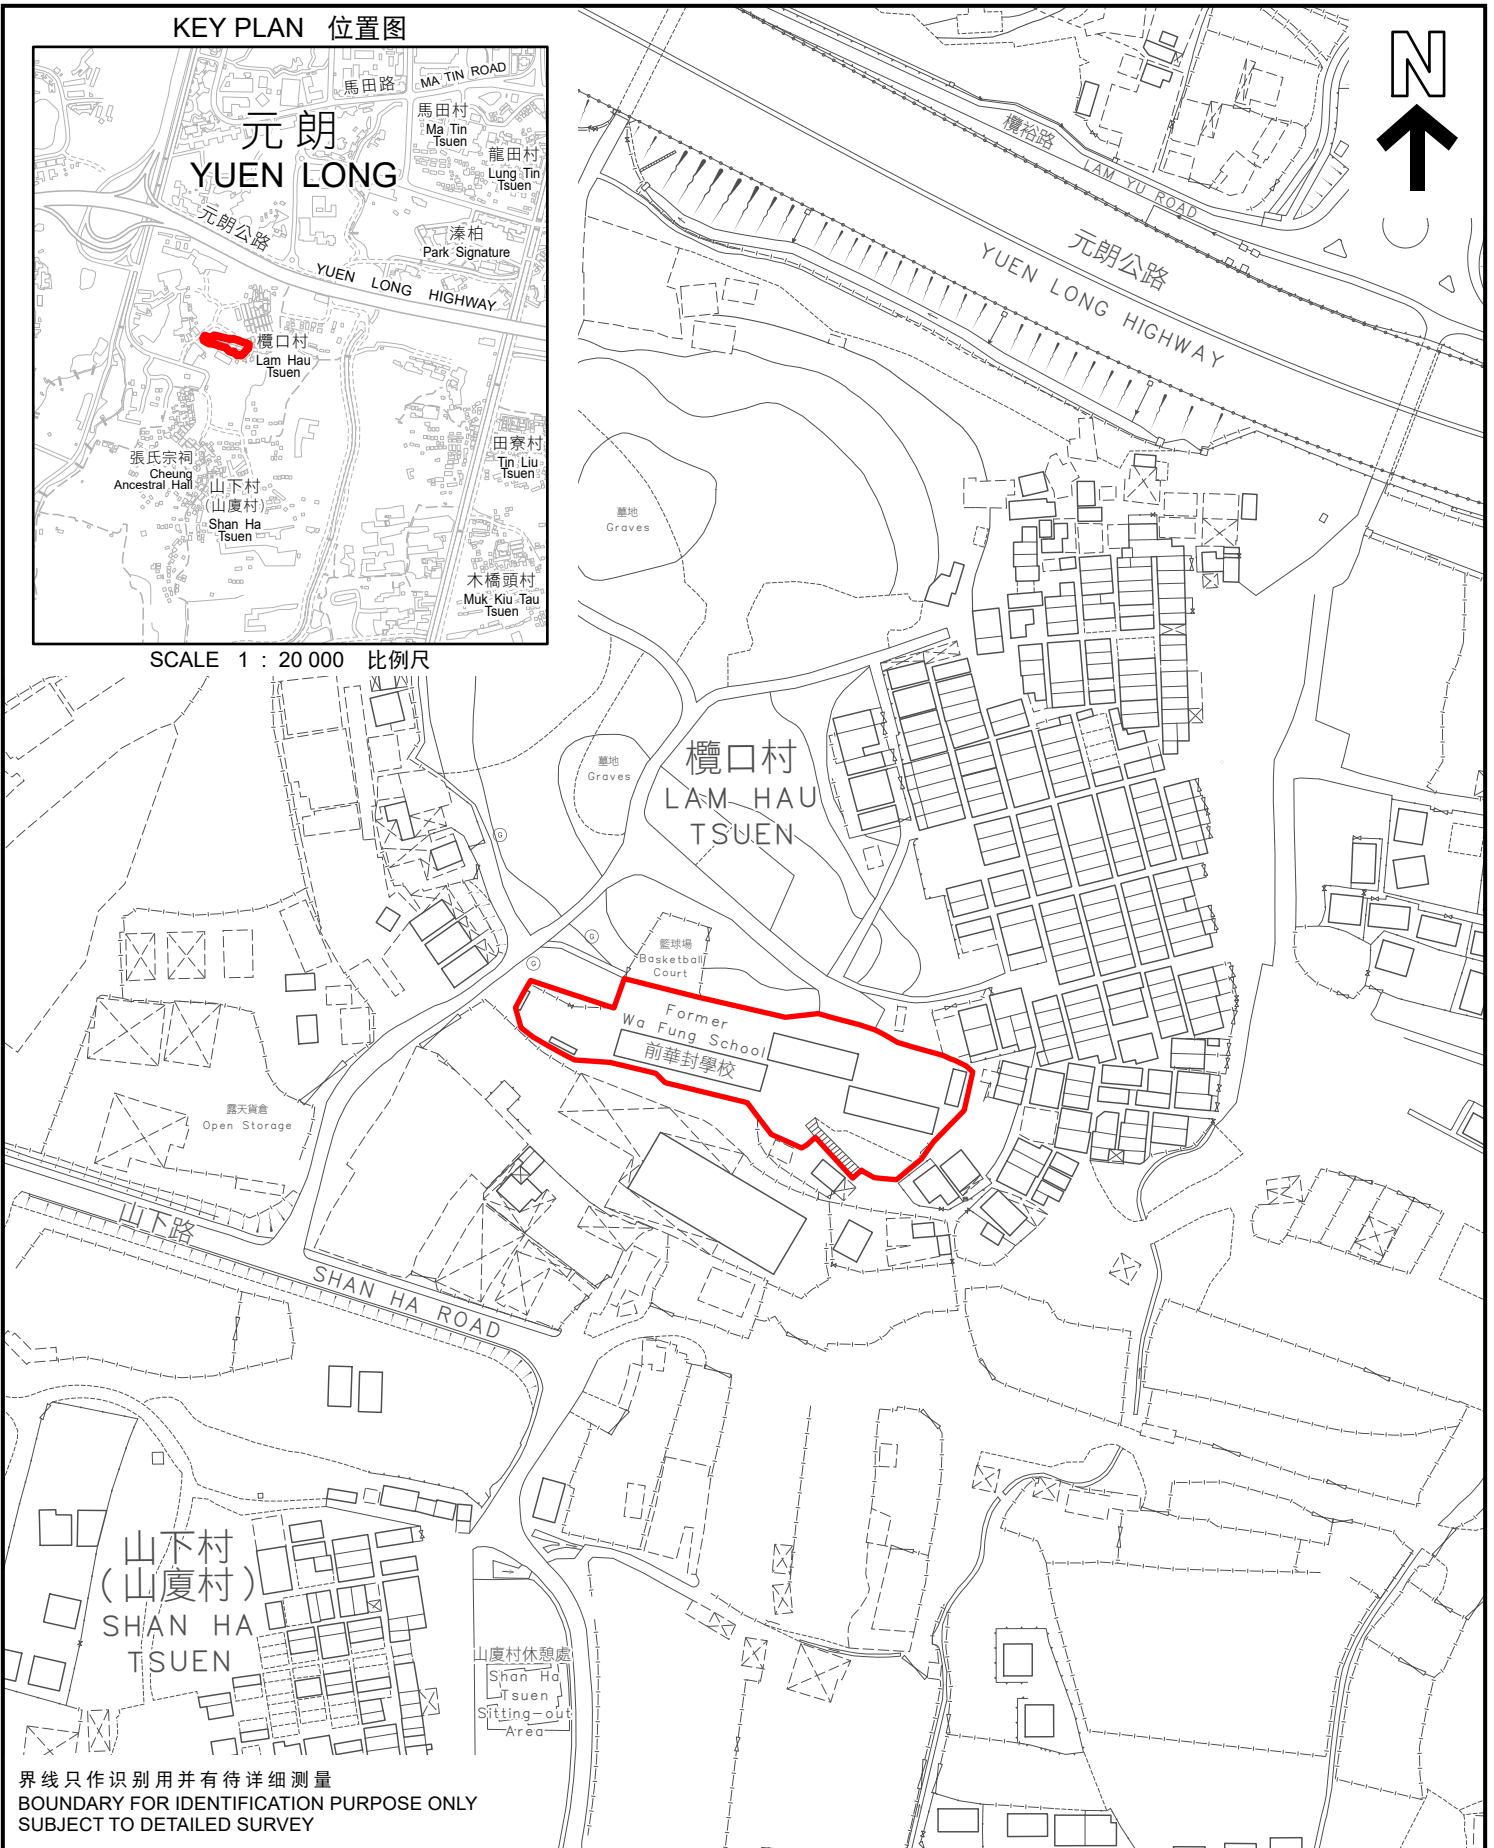 KEY PLAN 位置图
馬田路 MA TIN ROAD
馬田村
Ma Tin
Tsuen
元朗
YUEN LONG
龍田村
Lung Tin
Tsuen
元朗公路
溱柏
Park Signature
YUEN LONG HIGHWAY
欖口村
Lam Hau
Tsuen
張氏宗祠
Cheung
Ancestral Hall
山下村
(山廈村)
Shan Ha
Tsuen
田寮村
Tin Liu
Tsuen
木橋頭村
Muk Kiu Tau
Tsuen
SCALE 1 : 20 000 比例尺
N
欖裕路
LAM YU ROAD
元朗公路
YUEN LONG HIGHWAY
墓地
Graves
墓地
Graves
欖口村
LAM HAU
TSUEN
G
G
G
籃球場
Basketball
Court
Former
Wa Fung School
前華封學校
露天貨倉
Open Storage
山下路
SHAN HA ROAD
山下村
(山廈村)
SHAN HA
TSUEN
山廈村休憩處
Shan Ha
Tsuen
Sitting-out
Area
界线只作识别用并有待详细测量
BOUNDARY FOR IDENTIFICATION PURPOSE ONLY
SUBJECT TO DETAILED SURVEY